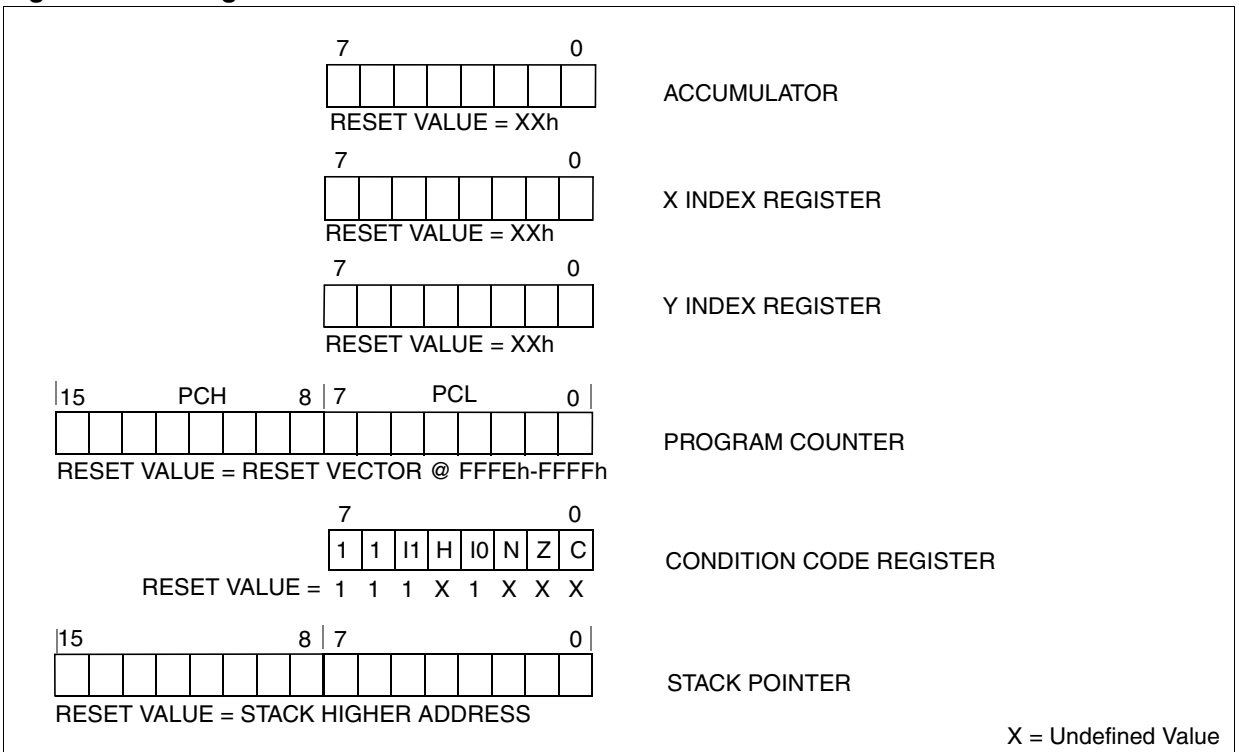 7 0
ACCUMULATOR
RESET VALUE = XXh
7 0
X INDEX REGISTER
RESET VALUE = XXh
7 0
Y INDEX REGISTER
RESET VALUE = XXh
15 PCH 8 7 PCL 0
PROGRAM COUNTER
RESET VALUE = RESET VECTOR @ FFFEh-FFFFh
7 0
1 1 I1 H I0 N Z C
CONDITION CODE REGISTER
RESET VALUE = 1 1 1 X 1 X X X
15 8 7 0
STACK POINTER
RESET VALUE = STACK HIGHER ADDRESS
X = Undefined Value